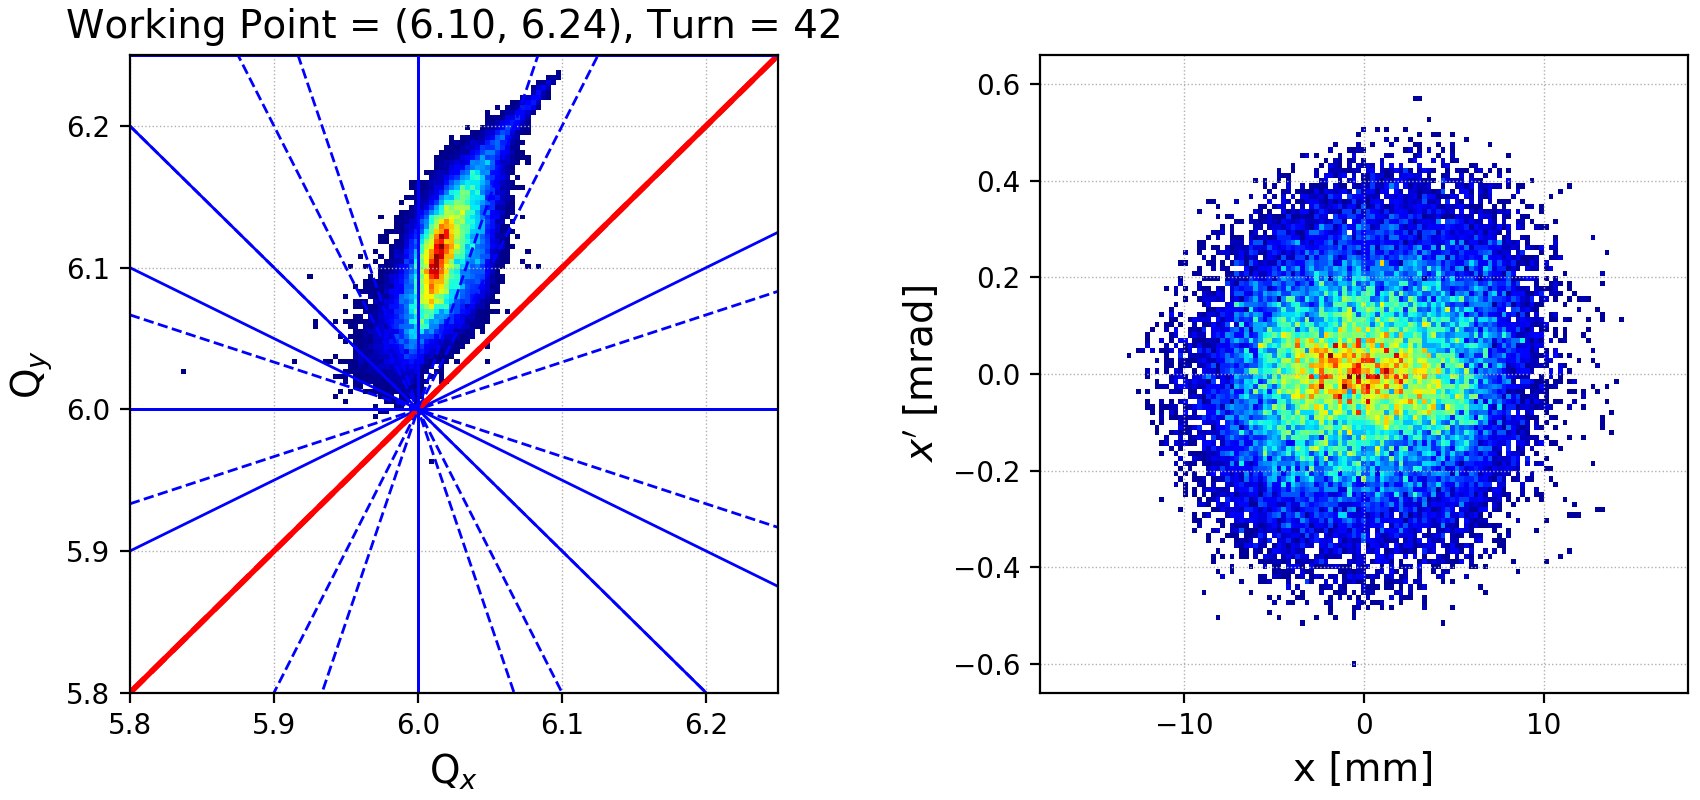 Working Point = (6.10, 6.24), Turn = 42
6.2
6.1
6.0
5.9
5.8
Qy
5.8 5.9 6.0 6.1 6.2
Qx
0.6
0.4
0.2
0.0
−0.2
−0.4
−0.6
x′ [mrad]
−10 0 10
x [mm]